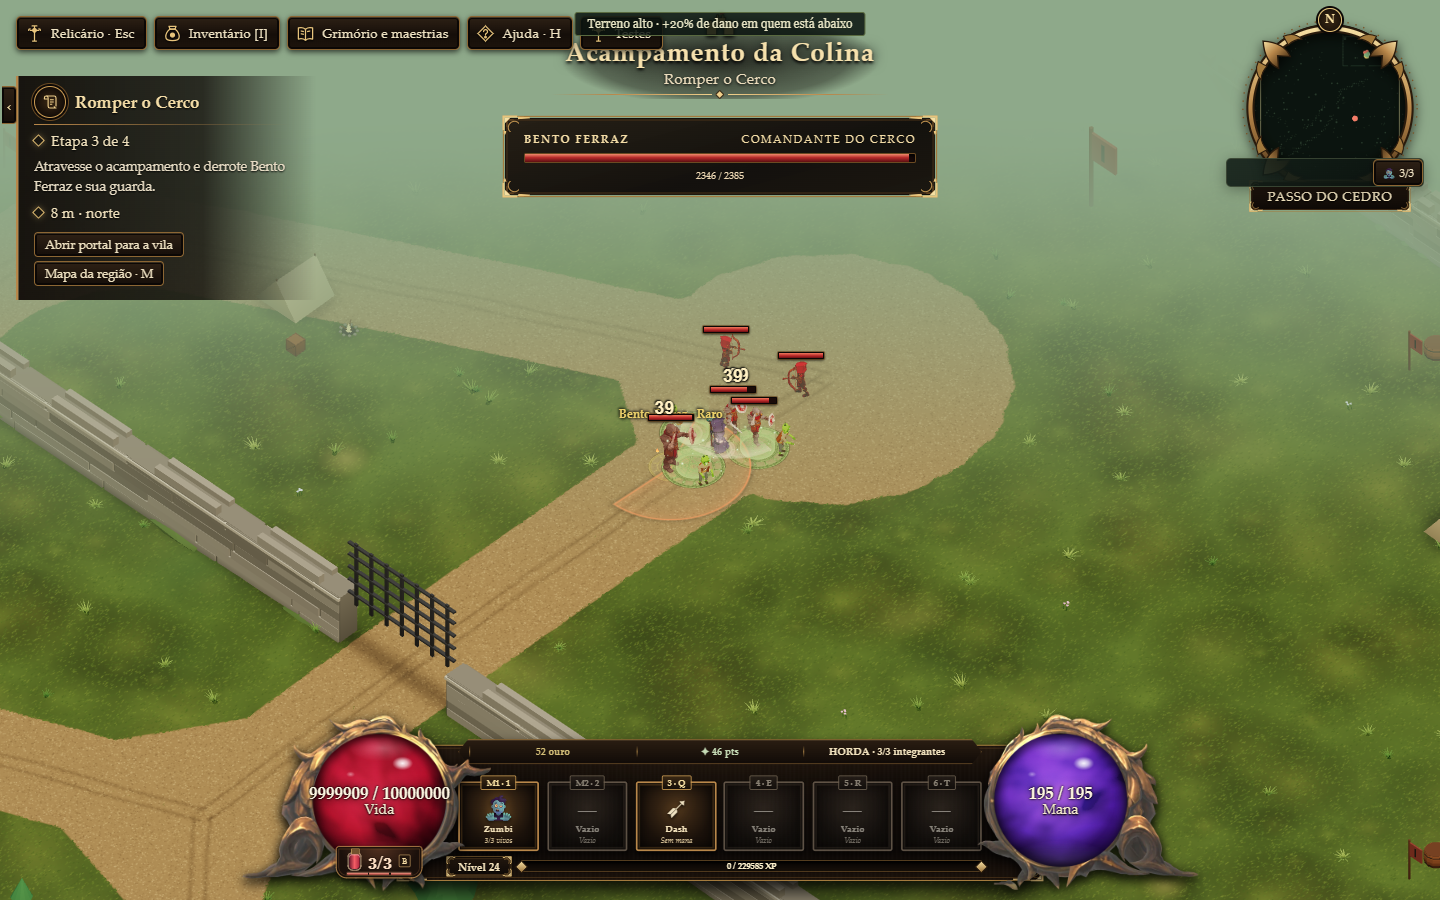 Relicário · Esc
Inventário [I]
Grimório e maestrias
Ajuda · H
Testes
Terreno alto · +20% de dano em quem está abaixo
Acampamento da Colina
Romper o Cerco
N
Romper o Cerco
Etapa 3 de 4
Atravesse o acampamento e derrote Bento
Ferraz e sua guarda.
8 m · norte
Abrir portal para a vila
Mapa da região · M
BENTO FERRAZ
COMANDANTE DO CERCO
2346 / 2385
3/3
PASSO DO CEDRO
39
39
Bento
Raro
52 ouro
46 pts
HORDA · 3/3 integrantes
9999909 / 10000000
Vida
3/3
B
M1 · 1
Zumbi
3/3 vivos
M2 · 2
Vazio
Vazio
3 · Q
Dash
Sem mana
4 · E
Vazio
Vazio
5 · R
Vazio
Vazio
6 · T
Vazio
Vazio
195 / 195
Mana
Nível 24
0 / 229585 XP